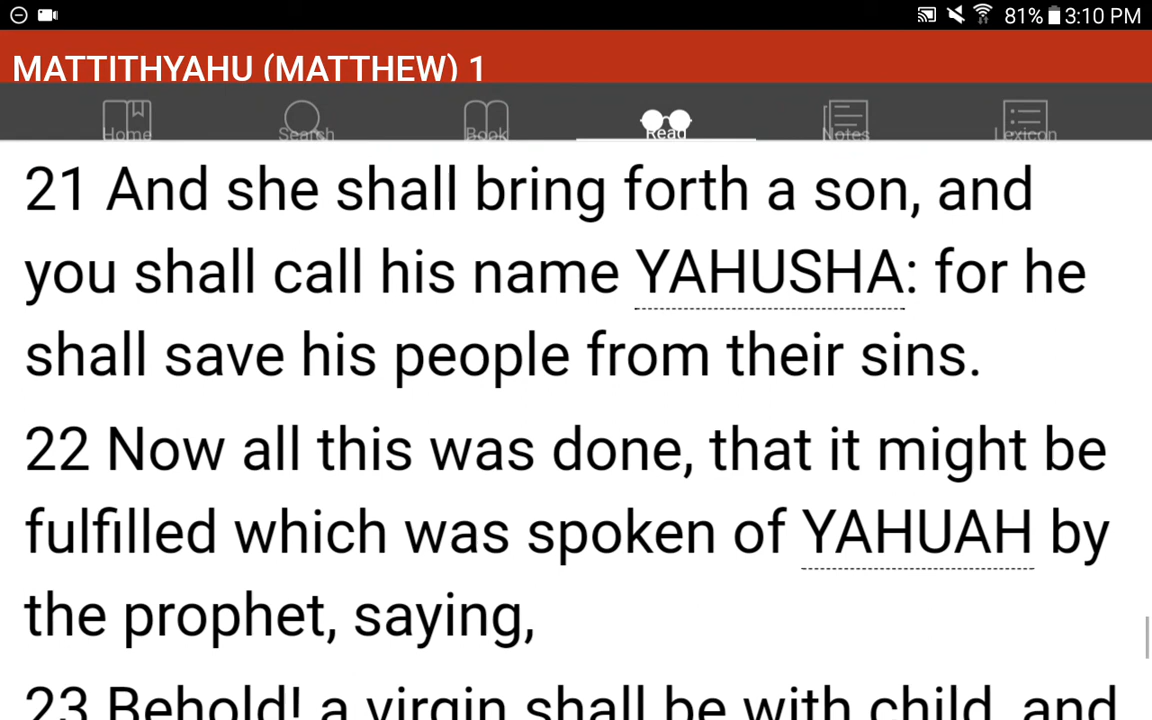 81% 3:10 PM
MATTITHYAHU (MATTHEW) 1
Home Search Book Read Notes Lexicon
21 And she shall bring forth a son, and
you shall call his name YAHUSHA: for he
shall save his people from their sins.
22 Now all this was done, that it might be
fulfilled which was spoken of YAHUAH by
the prophet, saying,
23 Behold! a virgin shall be with child, and